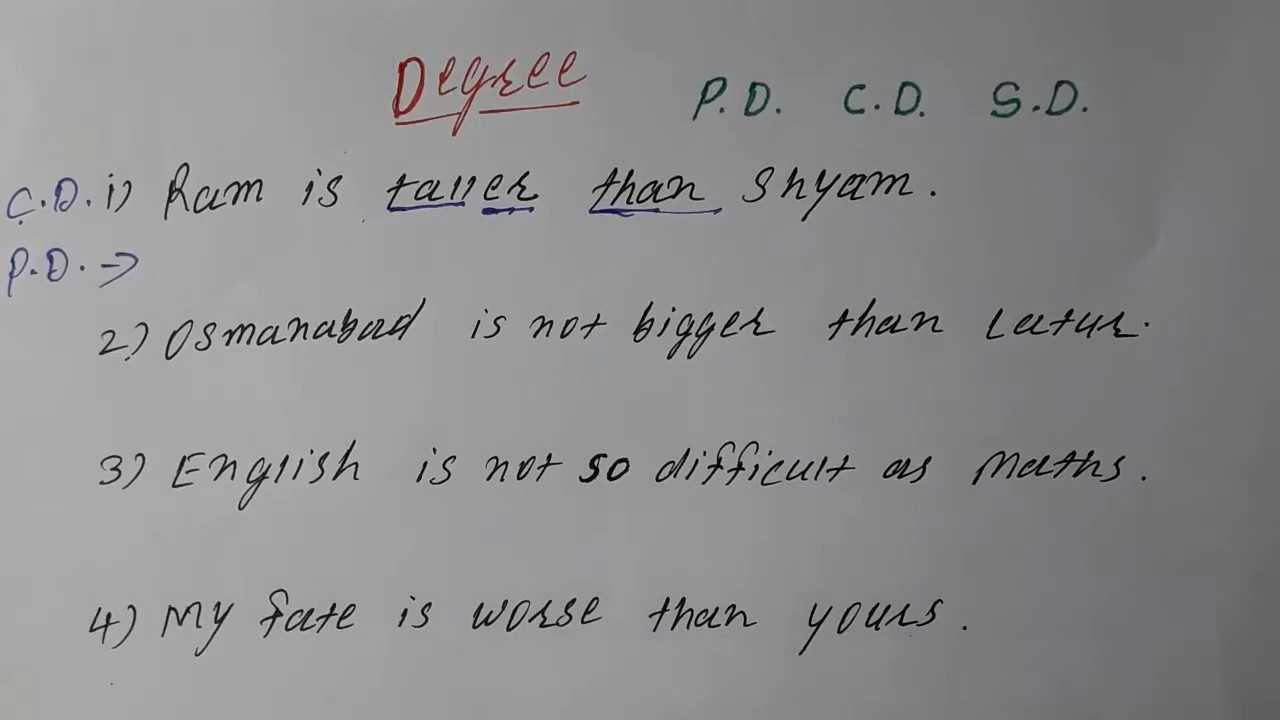 Degree P.D. C.D. S.D.
C.D. 1) Ram is taller than Shyam.
P.D. →
2) Osmanabad is not bigger than Latur.
3) English is not so difficult as Maths.
4) My fate is worse than yours.